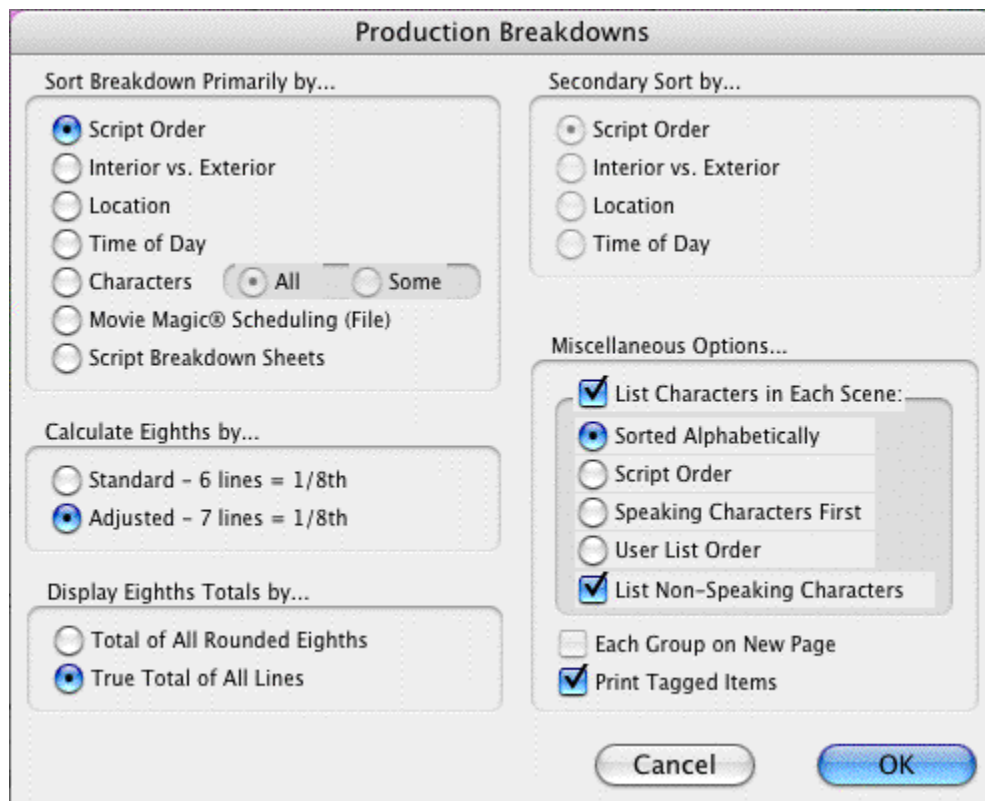 Production Breakdowns
Sort Breakdown Primarily by...
Script Order
Interior vs. Exterior
Location
Time of Day
Characters All Some
Movie Magic® Scheduling (File)
Script Breakdown Sheets
Calculate Eighths by...
Standard – 6 lines = 1/8th
Adjusted – 7 lines = 1/8th
Display Eighths Totals by...
Total of All Rounded Eighths
True Total of All Lines
Secondary Sort by...
Script Order
Interior vs. Exterior
Location
Time of Day
Miscellaneous Options...
List Characters in Each Scene:
Sorted Alphabetically
Script Order
Speaking Characters First
User List Order
List Non-Speaking Characters
Each Group on New Page
Print Tagged Items
Cancel
OK